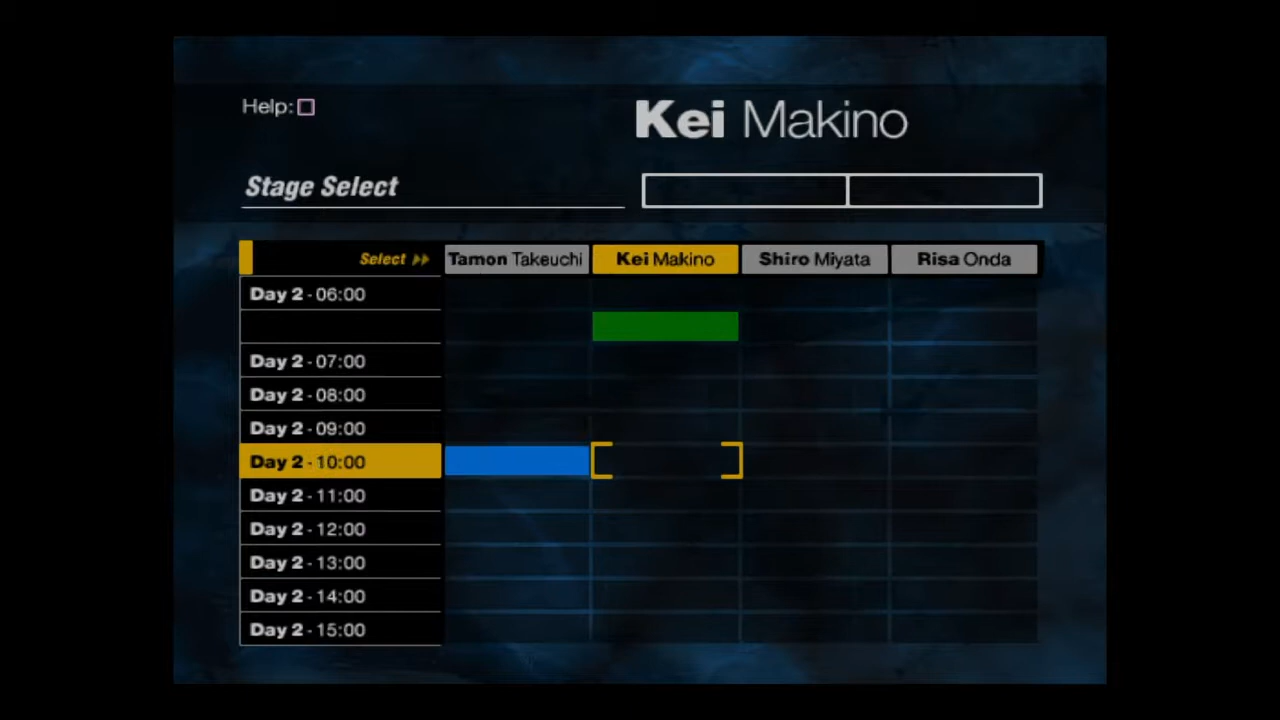 Help:
Kei Makino
Stage Select
Select
Tamon Takeuchi
Kei Makino
Shiro Miyata
Risa Onda
Day 2 - 06:00
Day 2 - 07:00
Day 2 - 08:00
Day 2 - 09:00
Day 2 - 10:00
Day 2 - 11:00
Day 2 - 12:00
Day 2 - 13:00
Day 2 - 14:00
Day 2 - 15:00